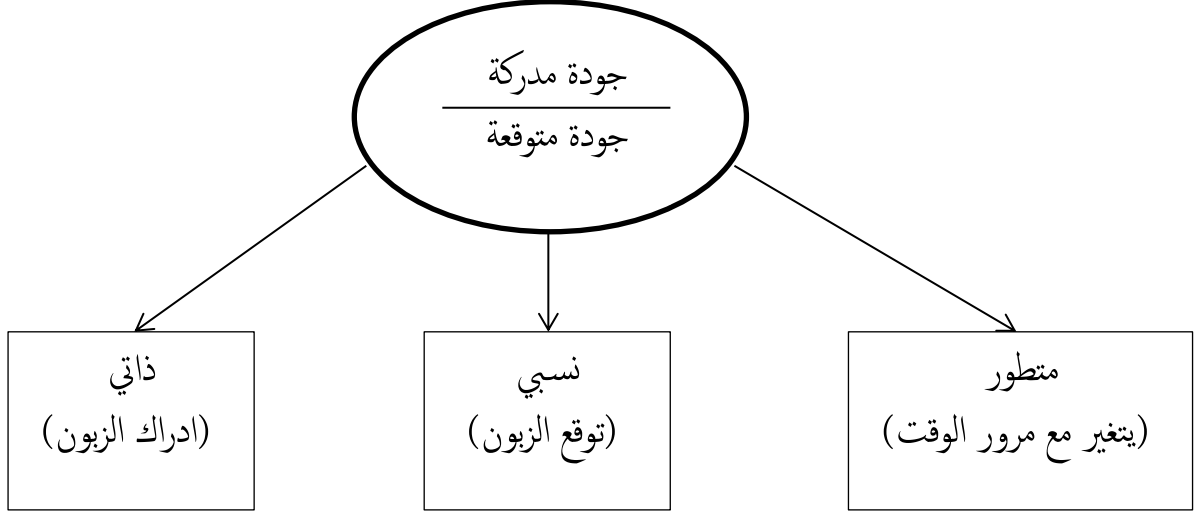 جودة مدركة
جودة متوقعة
متطور
(يتغير مع مرور الوقت)
نسبي
(توقع الزبون)
ذاتي
(ادراك الزبون)